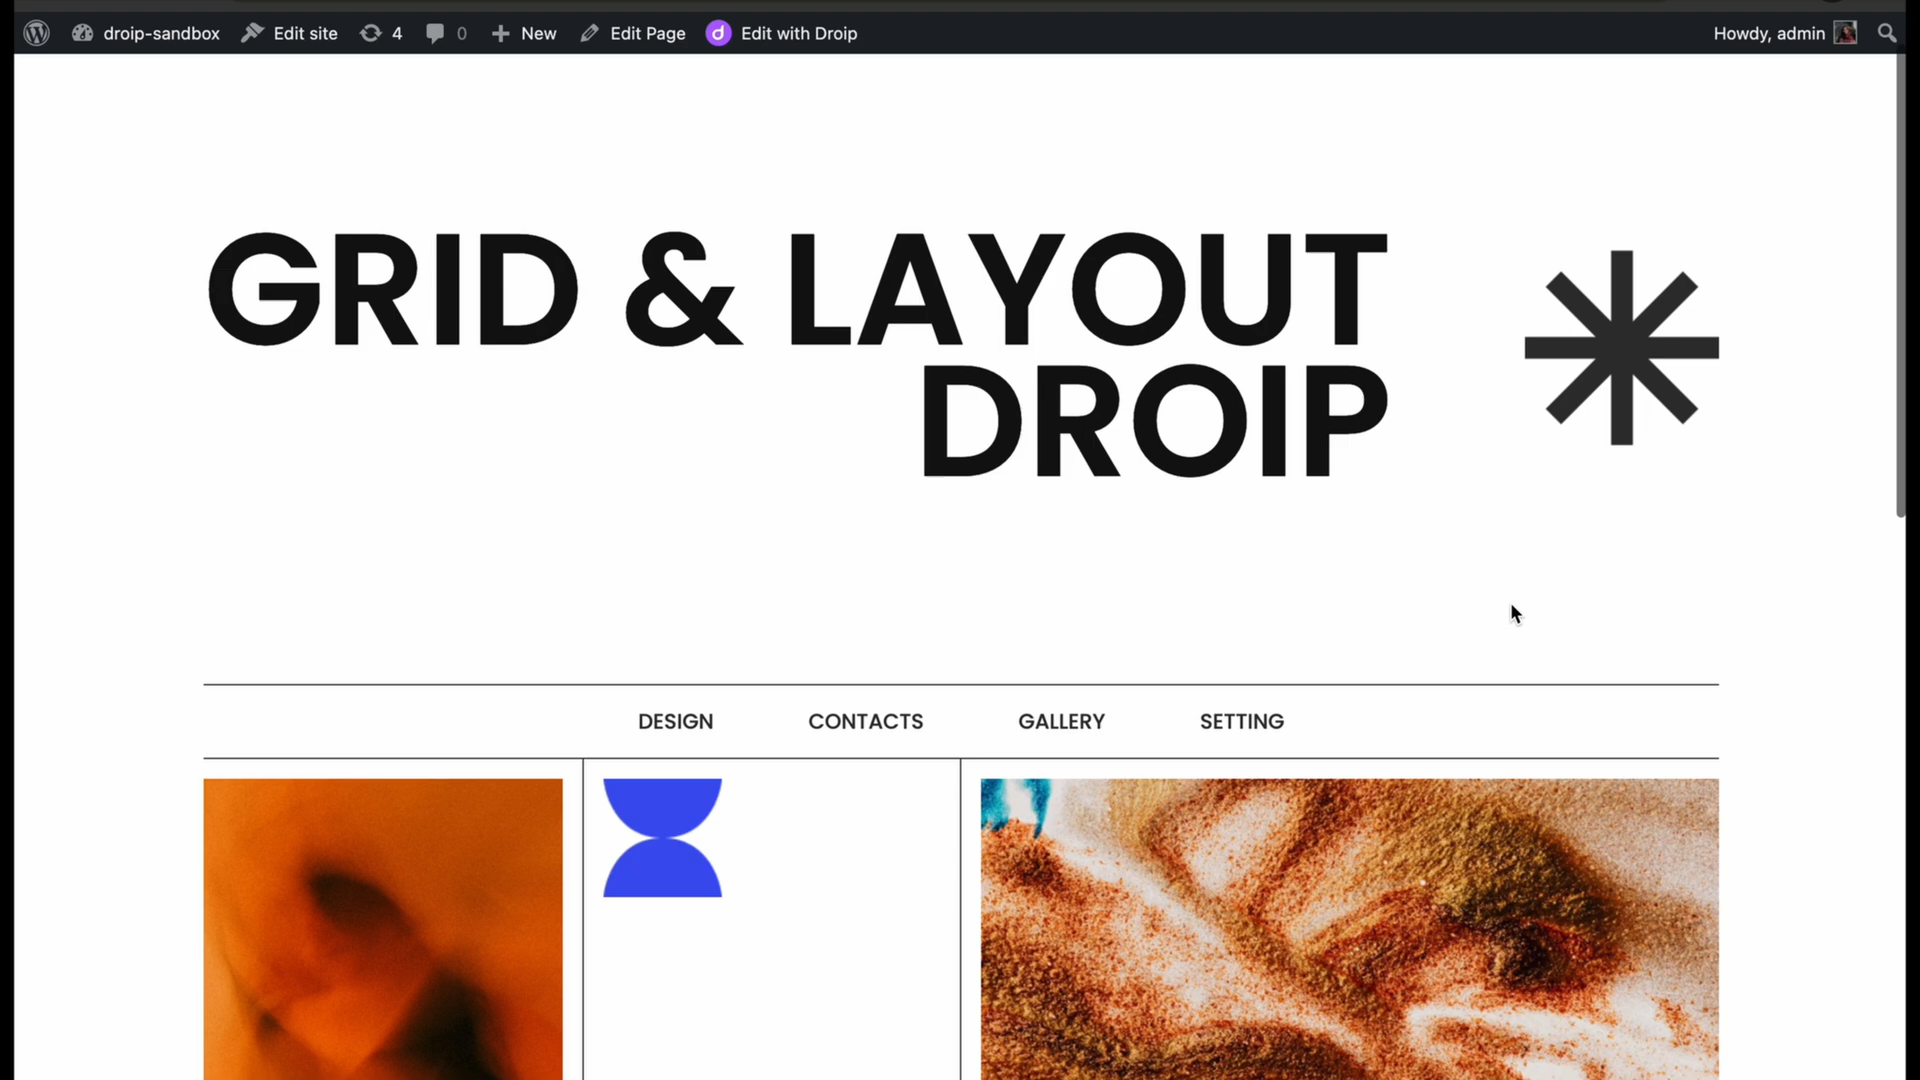 droip-sandbox Edit site 4 0 New Edit Page Edit with Droip Howdy, admin
GRID & LAYOUT
DROIP
DESIGN CONTACTS GALLERY SETTING